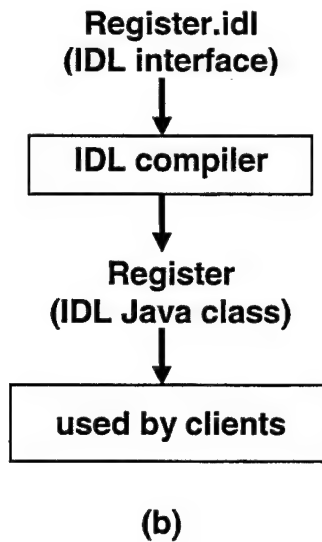 Register.idl
(IDL interface)
IDL compiler
Register
(IDL Java class)
used by clients
(b)